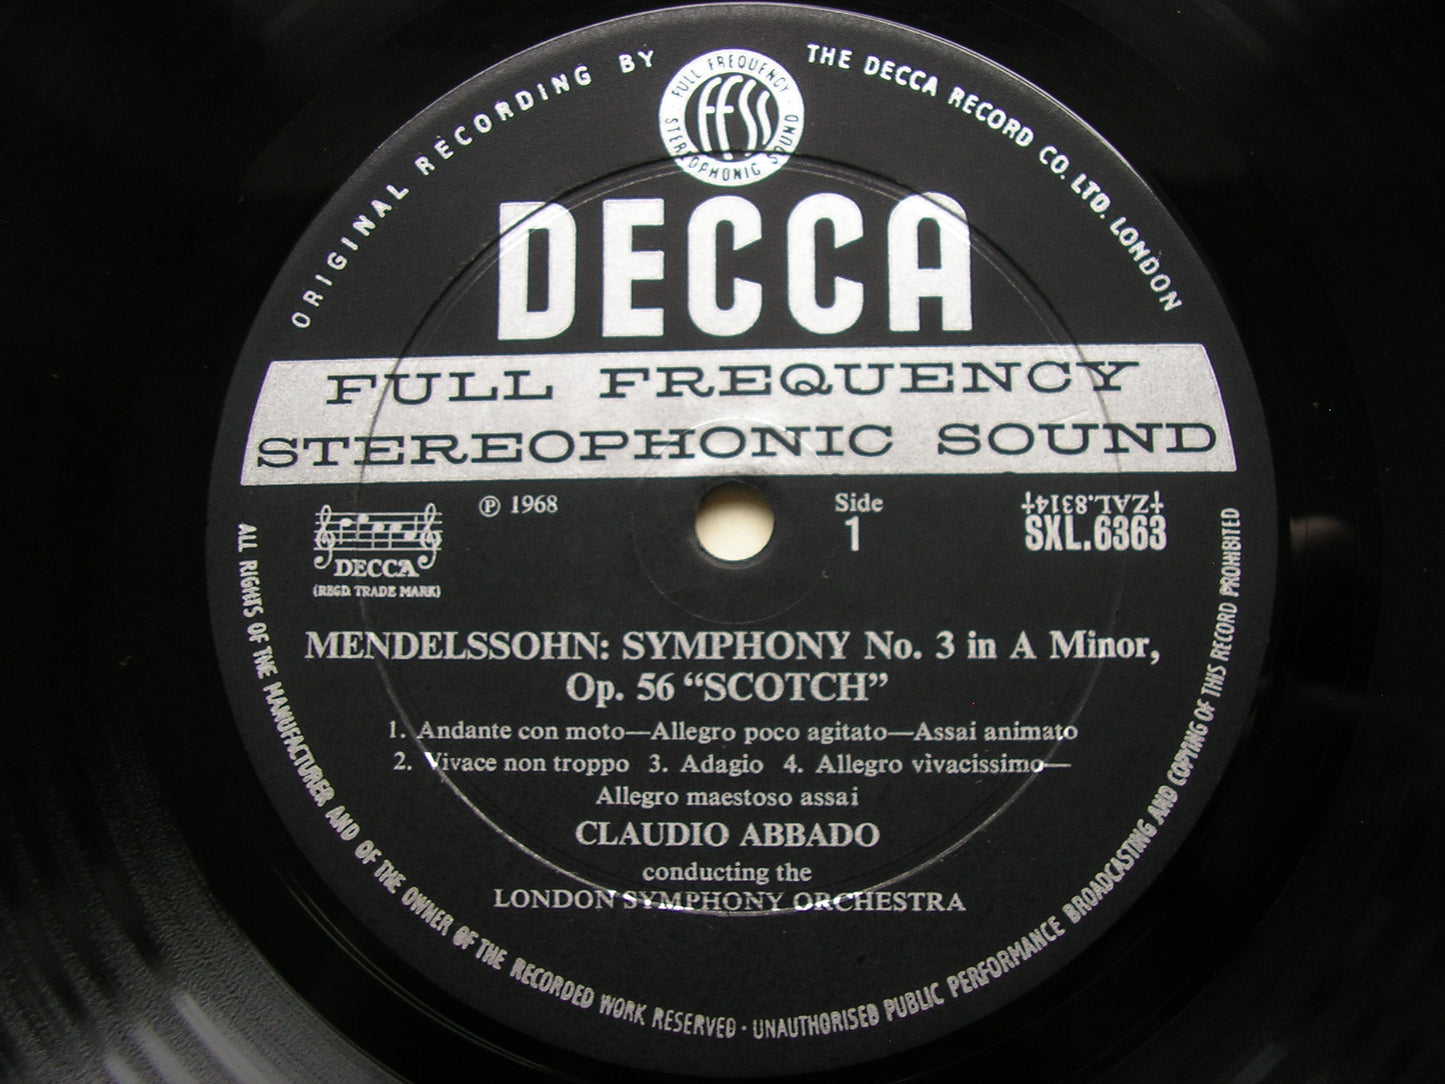 ORIGINAL RECORDING BY
THE DECCA RECORD CO. LTD. LONDON
FULL FREQUENCY
FFSS
STEREOPHONIC SOUND
DECCA
FULL FREQUENCY
STEREOPHONIC SOUND
DECCA
(REGD. TRADE MARK)
℗ 1968
Side
1
†ZAL.8314†
SXL.6363
MENDELSSOHN: SYMPHONY No. 3 in A Minor,
Op. 56 “SCOTCH”
1. Andante con moto—Allegro poco agitato—Assai animato
2. Vivace non troppo 3. Adagio 4. Allegro vivacissimo—
Allegro maestoso assai
CLAUDIO ABBADO
conducting the
LONDON SYMPHONY ORCHESTRA
ALL RIGHTS OF THE MANUFACTURER AND OF THE OWNER OF THE RECORDED WORK RESERVED · UNAUTHORISED PUBLIC PERFORMANCE BROADCASTING AND COPYING OF THIS RECORD PROHIBITED